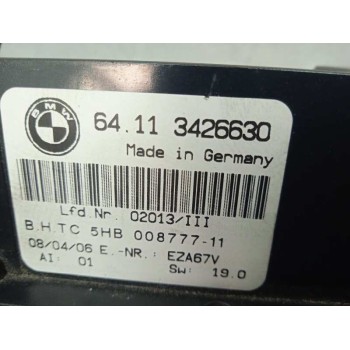 BMW
64.11 3426630
Made in Germany
Lfd.Nr. 02013/III
B.H.TC 5HB 008777-11
08/04/06 E.-NR.: EZA67V
AI: 01 SW: 19.0